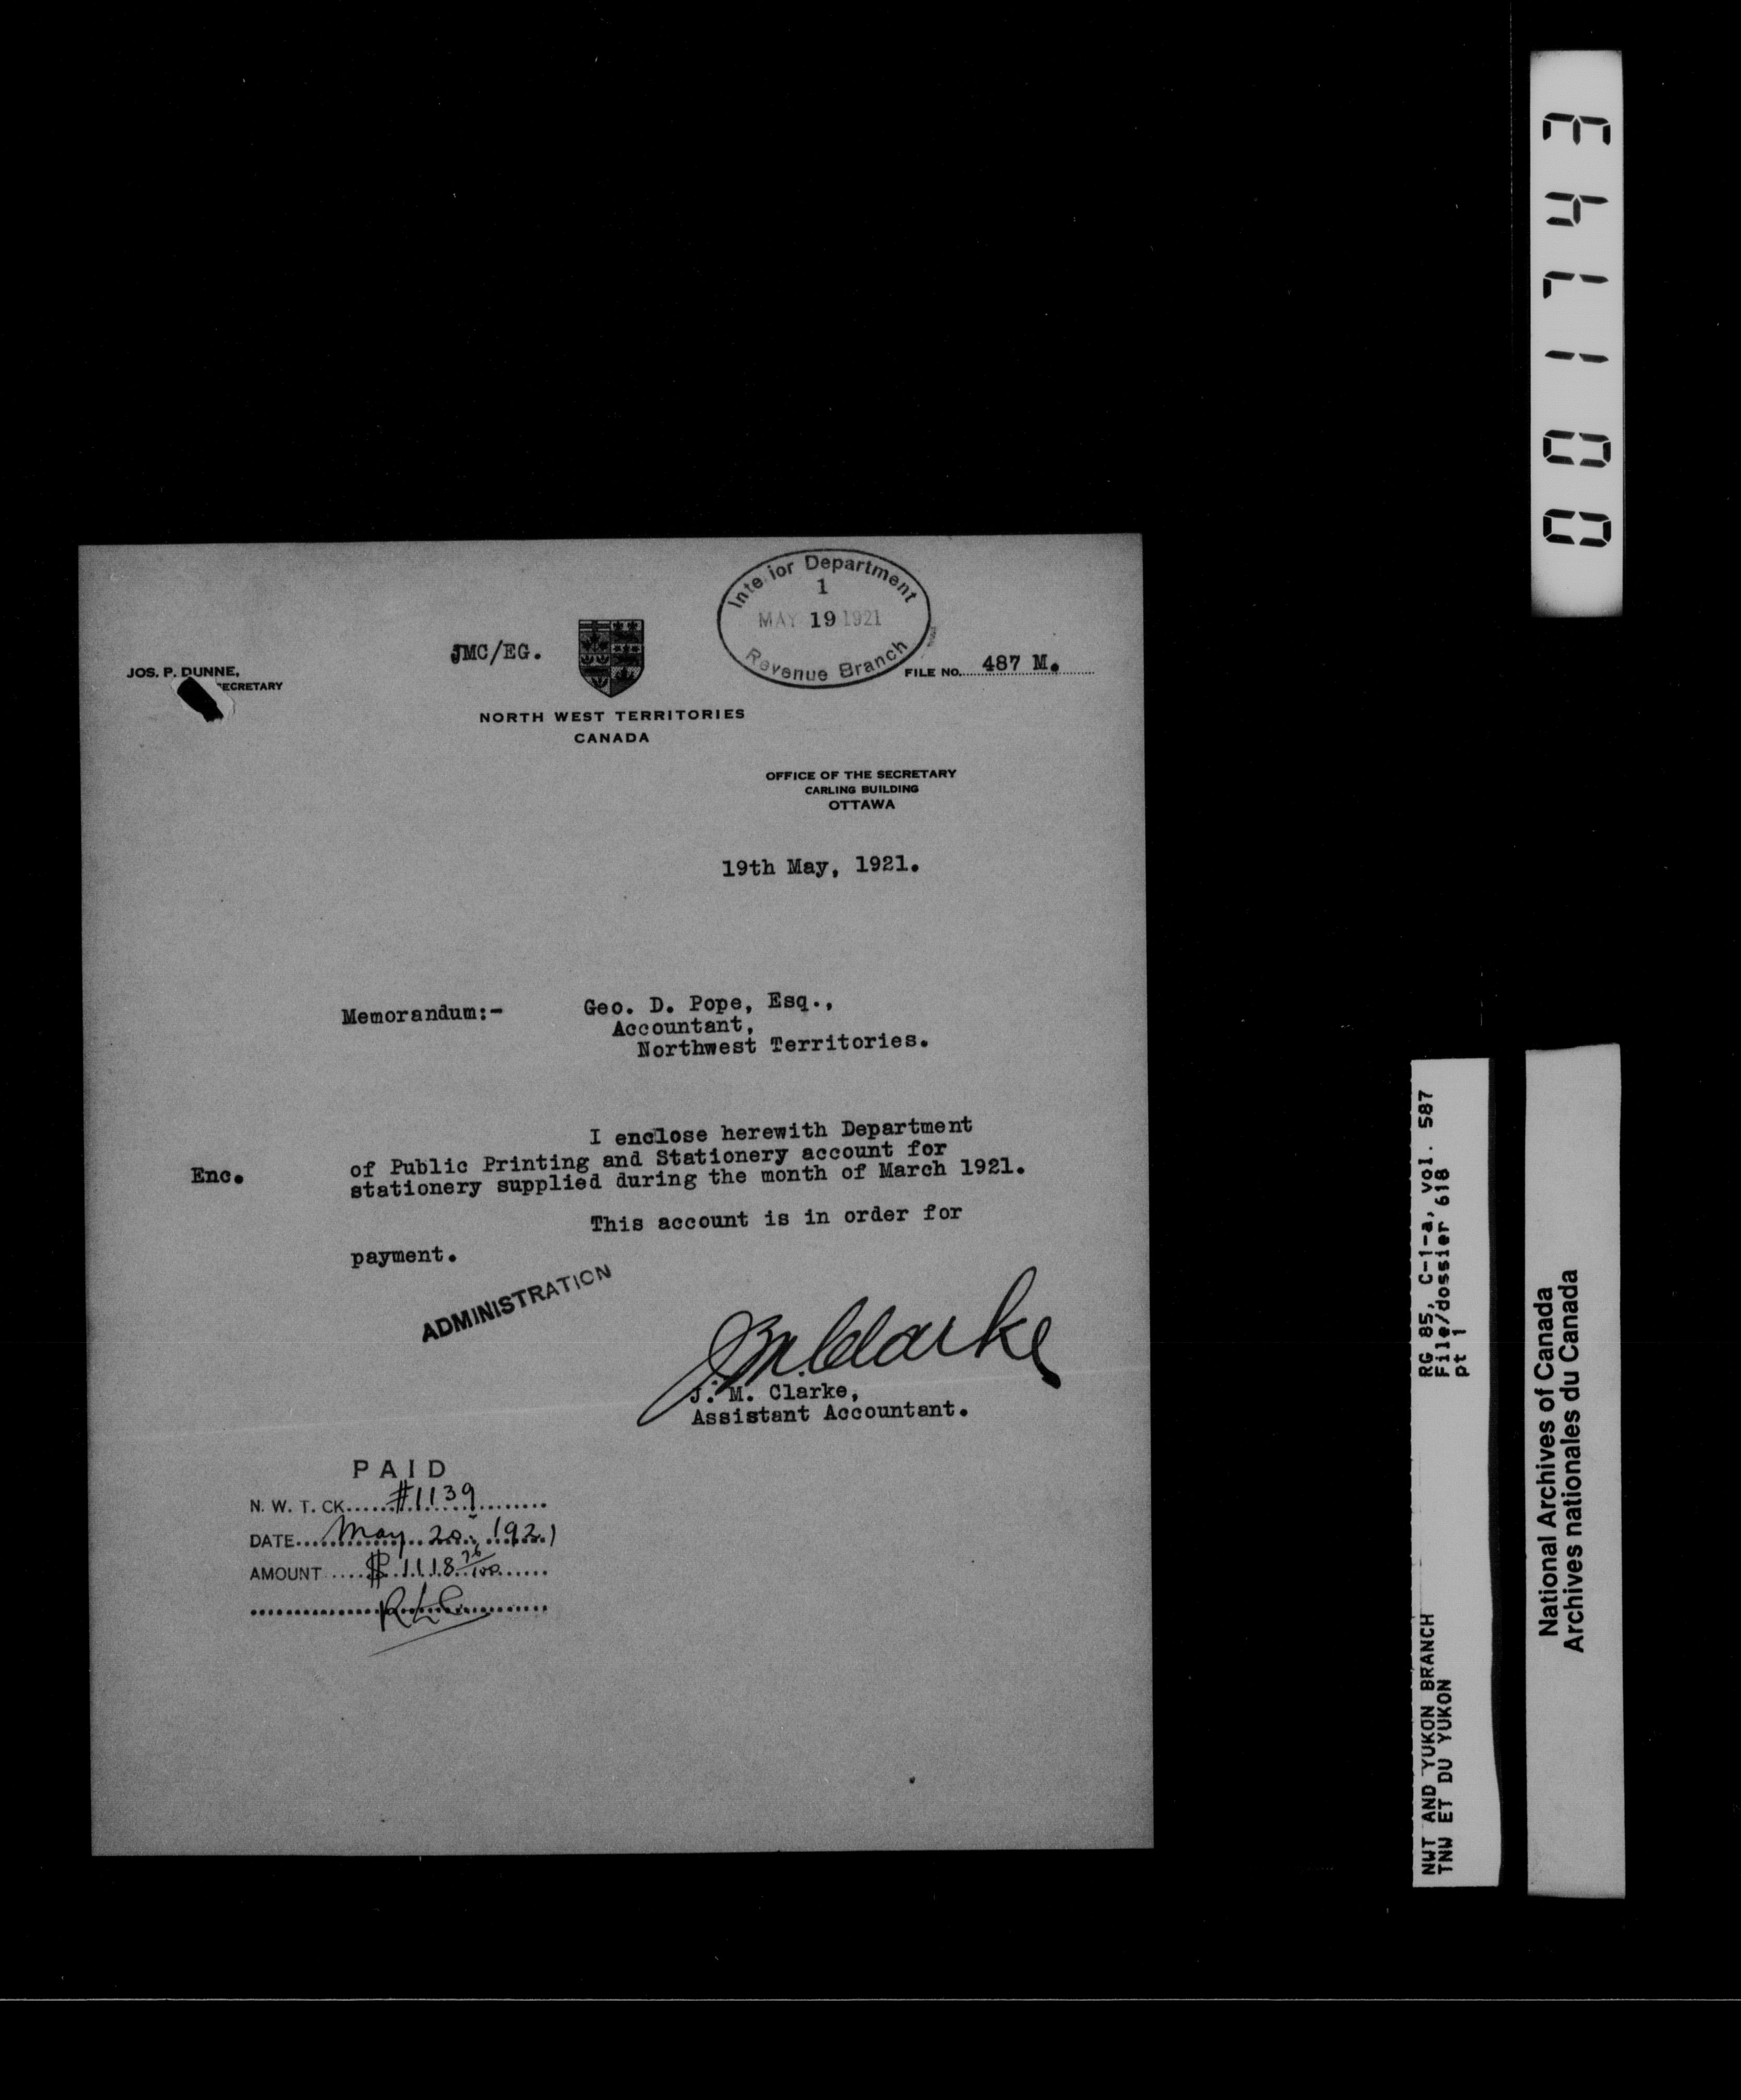 Interior Department
1
MAY 19 1921
Revenue Branch
JMC/EG.
JOS. P. DUNNE,
SECRETARY
FILE NO. 487 M.
NORTH WEST TERRITORIES
CANADA
OFFICE OF THE SECRETARY
CARLING BUILDING
OTTAWA
19th May, 1921.
Memorandum:- Geo. D. Pope, Esq.,
Accountant,
Northwest Territories.
I enclose herewith Department
Enc. of Public Printing and Stationery account for
stationery supplied during the month of March 1921.
This account is in order for
payment.
ADMINISTRATION
J.M. Clarke
J. M. Clarke,
Assistant Accountant.
PAID
N. W. T. CK. #1139
DATE May 20, 1921
AMOUNT $1118 76/100
001743
RG 85, C-1-a, vol. 587
File/dossier 618
pt 1
NWT AND YUKON BRANCH
TNW ET DU YUKON
National Archives of Canada
Archives nationales du Canada